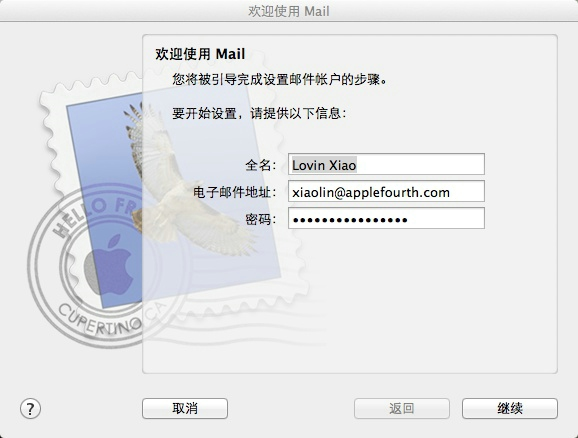 欢迎使用 Mail
欢迎使用 Mail
您将被引导完成设置邮件帐户的步骤。
要开始设置，请提供以下信息：
全名： Lovin Xiao
电子邮件地址： xiaolin@applefourth.com
密码： ••••••••••••••••
HELLO FR
CUPERTINO CA
? 取消 返回 继续